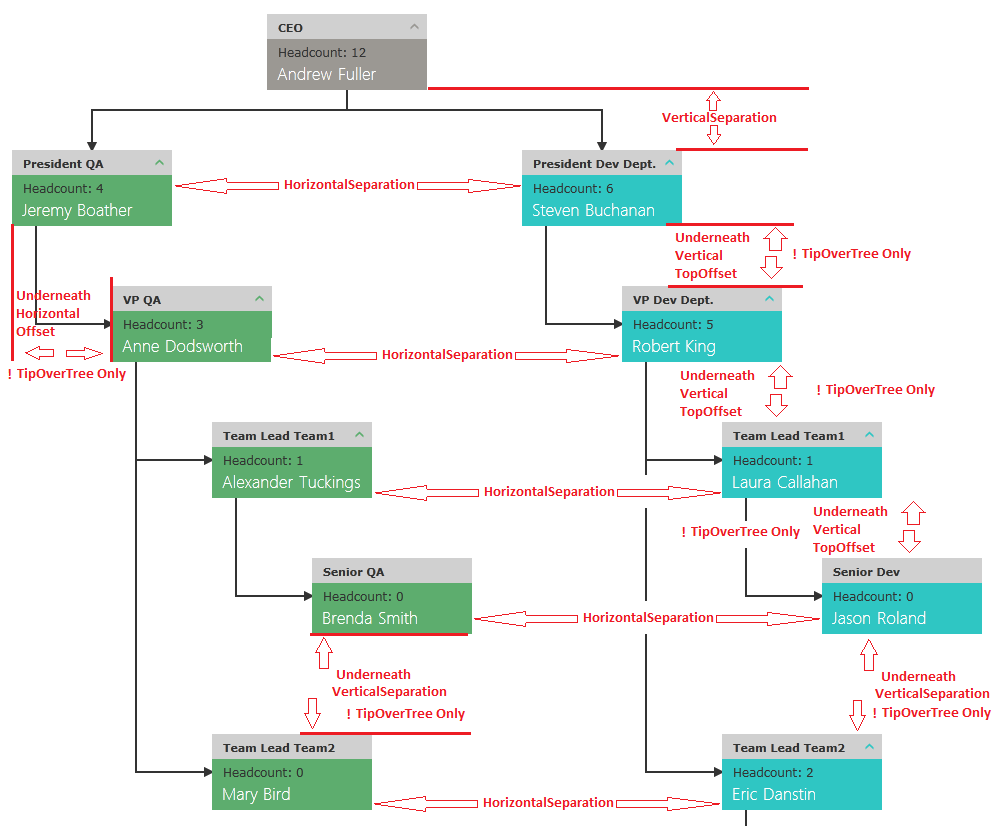 CEO
Headcount: 12
Andrew Fuller
VerticalSeparation
President QA
Headcount: 4
Jeremy Boather
HorizontalSeparation
President Dev Dept.
Headcount: 6
Steven Buchanan
Underneath
Vertical
TopOffset
! TipOverTree Only
Underneath
Horizontal
Offset
! TipOverTree Only
VP QA
Headcount: 3
Anne Dodsworth
HorizontalSeparation
VP Dev Dept.
Headcount: 5
Robert King
Underneath
Vertical
TopOffset
! TipOverTree Only
Team Lead Team1
Headcount: 1
Alexander Tuckings
HorizontalSeparation
Team Lead Team1
Headcount: 1
Laura Callahan
! TipOverTree Only
Underneath
Vertical
TopOffset
Senior QA
Headcount: 0
Brenda Smith
HorizontalSeparation
Senior Dev
Headcount: 0
Jason Roland
Underneath
VerticalSeparation
! TipOverTree Only
Underneath
VerticalSeparation
! TipOverTree Only
Team Lead Team2
Headcount: 0
Mary Bird
HorizontalSeparation
Team Lead Team2
Headcount: 2
Eric Danstin